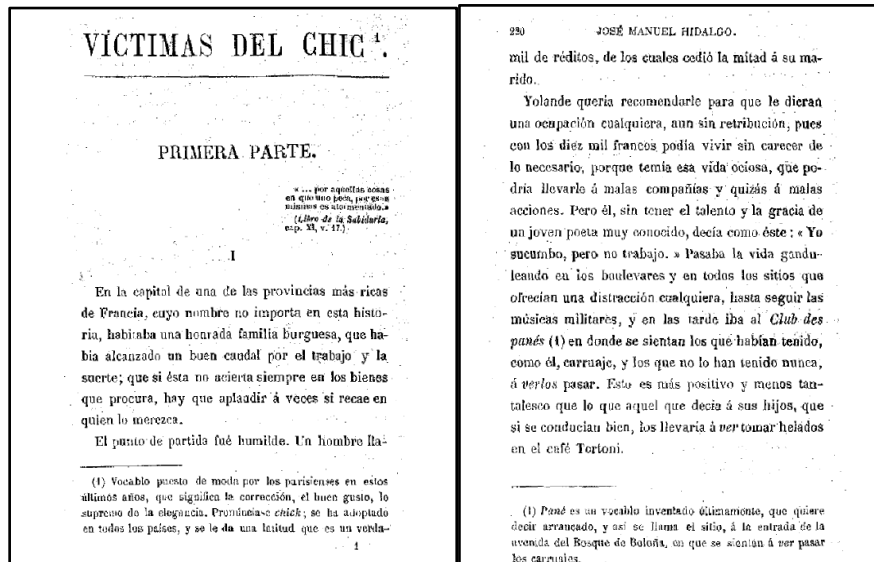 VÍCTIMAS DEL CHIC ¹.
PRIMERA PARTE.
« ... por aquellas cosas
en que uno peca, por esas
mismas es atormentado.»
(Libro de la Sabiduría,
cap. XI, v. 17.)
I
En la capital de una de las provincias más ricas
de Francia, cuyo nombre no importa en esta histo-
ria, habitaba una honrada familia burguesa, que ha-
bia alcanzado un buen caudal por el trabajo y la
suerte; que si ésta no acierta siempre en los bienes
que procura, hay que aplaudir á veces si recae en
quien lo merezca.
El punto de partida fué humilde. Un hombre lla-
(1) Vocablo puesto de moda por los parisienses en estos
últimos años, que significa la corrección, el buen gusto, lo
supremo de la elegancia. Pronúnciase chick; se ha adoptado
en todos los países, y se le da una latitud que es un verda-
1
220 JOSÉ MANUEL HIDALGO.
mil de réditos, de los cuales cedió la mitad á su ma-
rido.
Yolande queria recomendarle para que le dieran
una ocupación cualquiera, aun sin retribución, pues
con los diez mil francos podia vivir sin carecer de
lo necesario, porque temía esa vida ociosa, que po-
dría llevarle á malas compañías y quizás á malas
acciones. Pero él, sin tener el talento y la gracia de
un joven poeta muy conocido, decía como éste : « Yo
sucumbo, pero no trabajo. » Pasaba la vida gandu-
leando en los boulevares y en todos los sitios que
ofrecían una distracción cualquiera, hasta seguir las
músicas militares, y en las tarde iba al Club des
panés (1) en donde se sientan los que habían tenido,
como él, carruaje, y los que no lo han tenido nunca,
á verlos pasar. Esto es más positivo y menos tan-
talesco que lo que aquel que decia á sus hijos, que
si se conducian bien, los llevaría á ver tomar helados
en el café Tortoni.
(1) Pané es un vocablo inventado últimamente, que quiere
decir arrancado, y así se llama el sitio, á la entrada de la
avenida del Bosque de Boloña, en que se sientan á ver pasar
los carruajes.